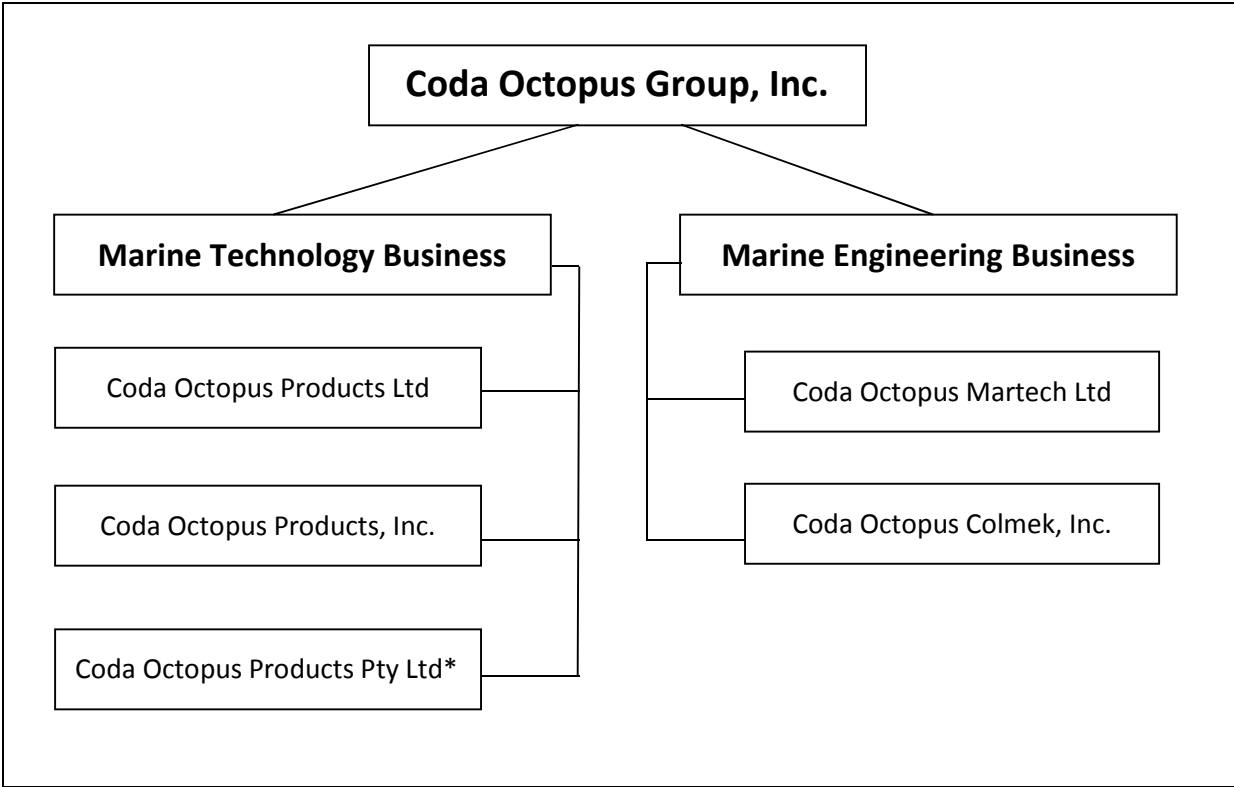 Coda Octopus Group, Inc.
Marine Technology Business
Coda Octopus Products Ltd
Coda Octopus Products, Inc.
Coda Octopus Products Pty Ltd*
Marine Engineering Business
Coda Octopus Martech Ltd
Coda Octopus Colmek, Inc.